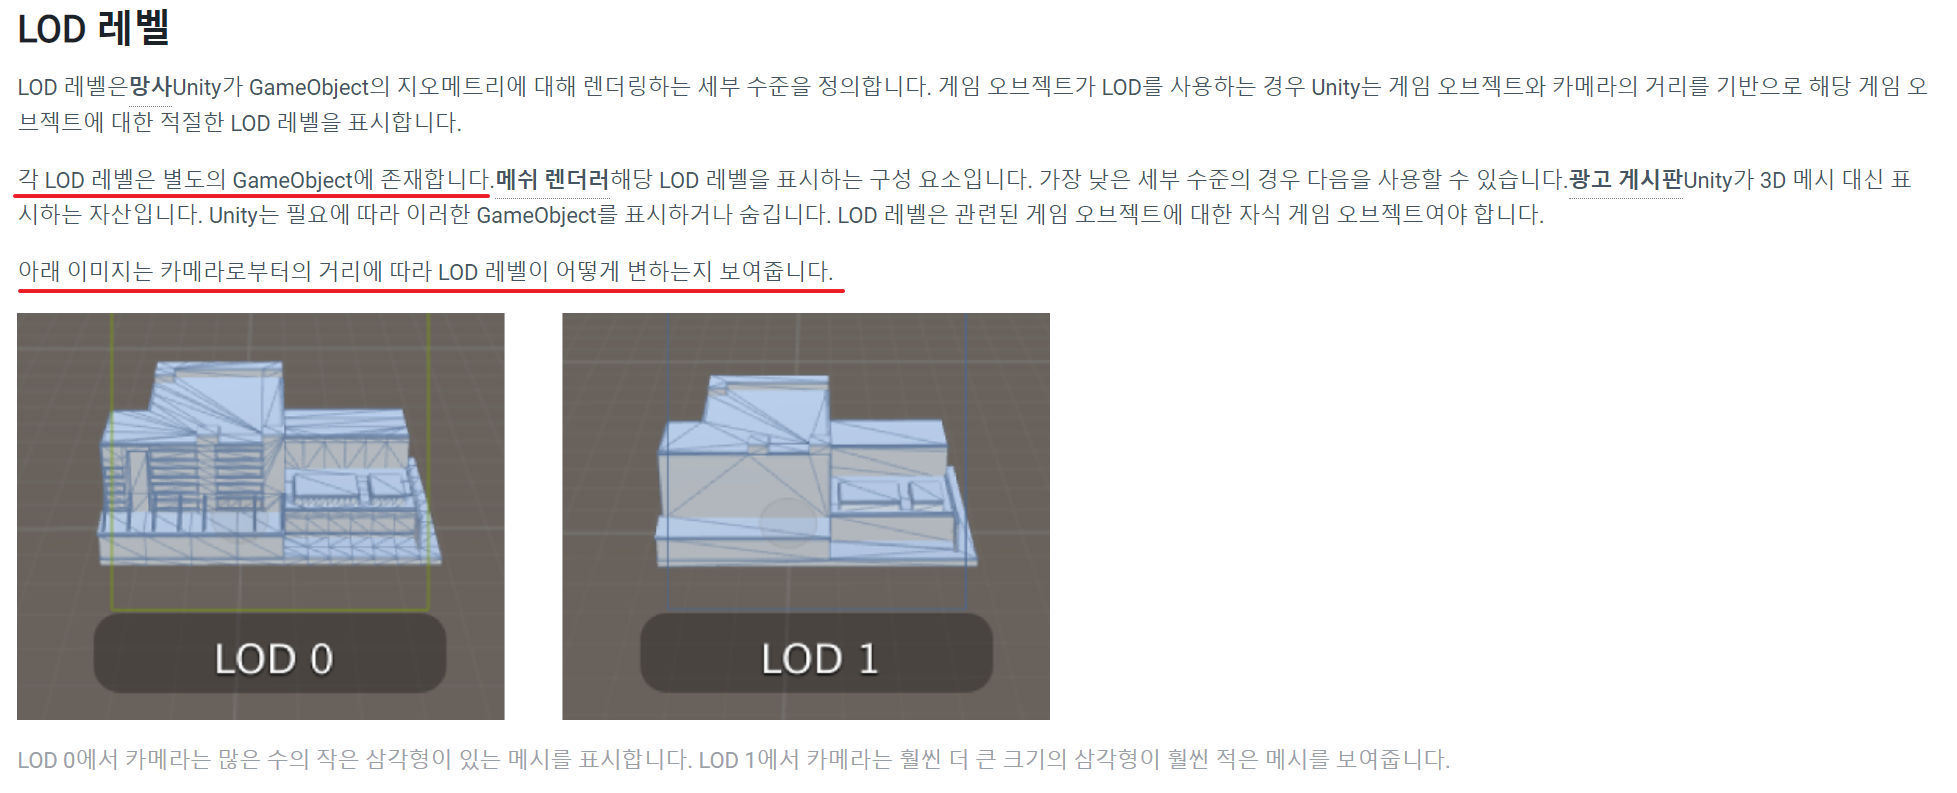 LOD 레벨
LOD 레벨은망사Unity가 GameObject의 지오메트리에 대해 렌더링하는 세부 수준을 정의합니다. 게임 오브젝트가 LOD를 사용하는 경우 Unity는 게임 오브젝트와 카메라의 거리를 기반으로 해당 게임 오
브젝트에 대한 적절한 LOD 레벨을 표시합니다.
각 LOD 레벨은 별도의 GameObject에 존재합니다.메쉬 렌더러해당 LOD 레벨을 표시하는 구성 요소입니다. 가장 낮은 세부 수준의 경우 다음을 사용할 수 있습니다.광고 게시판Unity가 3D 메시 대신 표
시하는 자산입니다. Unity는 필요에 따라 이러한 GameObject를 표시하거나 숨깁니다. LOD 레벨은 관련된 게임 오브젝트에 대한 자식 게임 오브젝트여야 합니다.
아래 이미지는 카메라로부터의 거리에 따라 LOD 레벨이 어떻게 변하는지 보여줍니다.
LOD 0
LOD 1
LOD 0에서 카메라는 많은 수의 작은 삼각형이 있는 메시를 표시합니다. LOD 1에서 카메라는 훨씬 더 큰 크기의 삼각형이 훨씬 적은 메시를 보여줍니다.